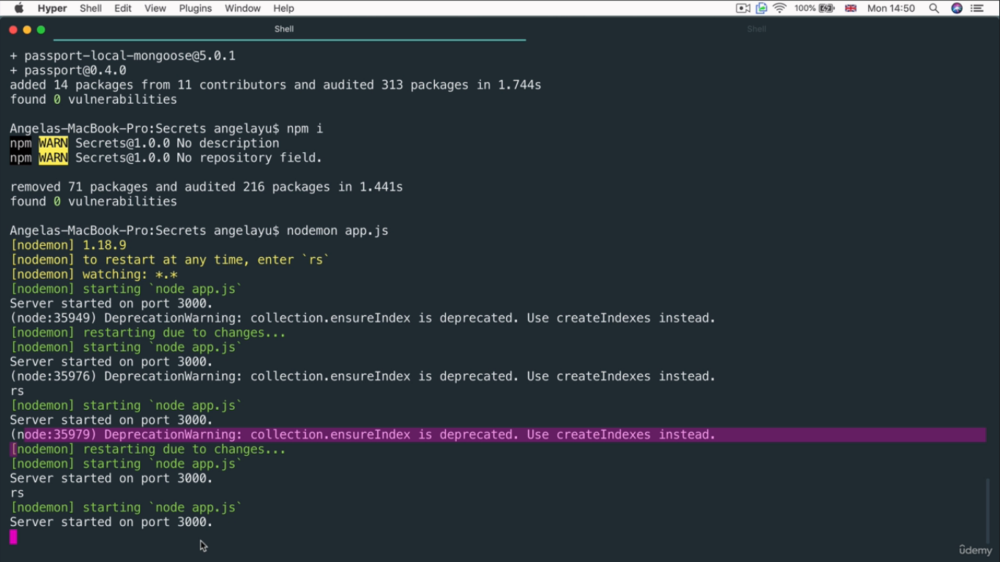 Hyper Shell Edit View Plugins Window Help 100% Mon 14:50
Shell Shell
+ passport-local-mongoose@5.0.1
+ passport@0.4.0
added 14 packages from 11 contributors and audited 313 packages in 1.744s
found 0 vulnerabilities
Angelas-MacBook-Pro:Secrets angelayu$ npm i
npm WARN Secrets@1.0.0 No description
npm WARN Secrets@1.0.0 No repository field.
removed 71 packages and audited 216 packages in 1.441s
found 0 vulnerabilities
Angelas-MacBook-Pro:Secrets angelayu$ nodemon app.js
[nodemon] 1.18.9
[nodemon] to restart at any time, enter `rs`
[nodemon] watching: *.*
[nodemon] starting `node app.js`
Server started on port 3000.
(node:35949) DeprecationWarning: collection.ensureIndex is deprecated. Use createIndexes instead.
[nodemon] restarting due to changes...
[nodemon] starting `node app.js`
Server started on port 3000.
(node:35976) DeprecationWarning: collection.ensureIndex is deprecated. Use createIndexes instead.
rs
[nodemon] starting `node app.js`
Server started on port 3000.
(node:35979) DeprecationWarning: collection.ensureIndex is deprecated. Use createIndexes instead.
[nodemon] restarting due to changes...
[nodemon] starting `node app.js`
Server started on port 3000.
rs
[nodemon] starting `node app.js`
Server started on port 3000.
ûdemy